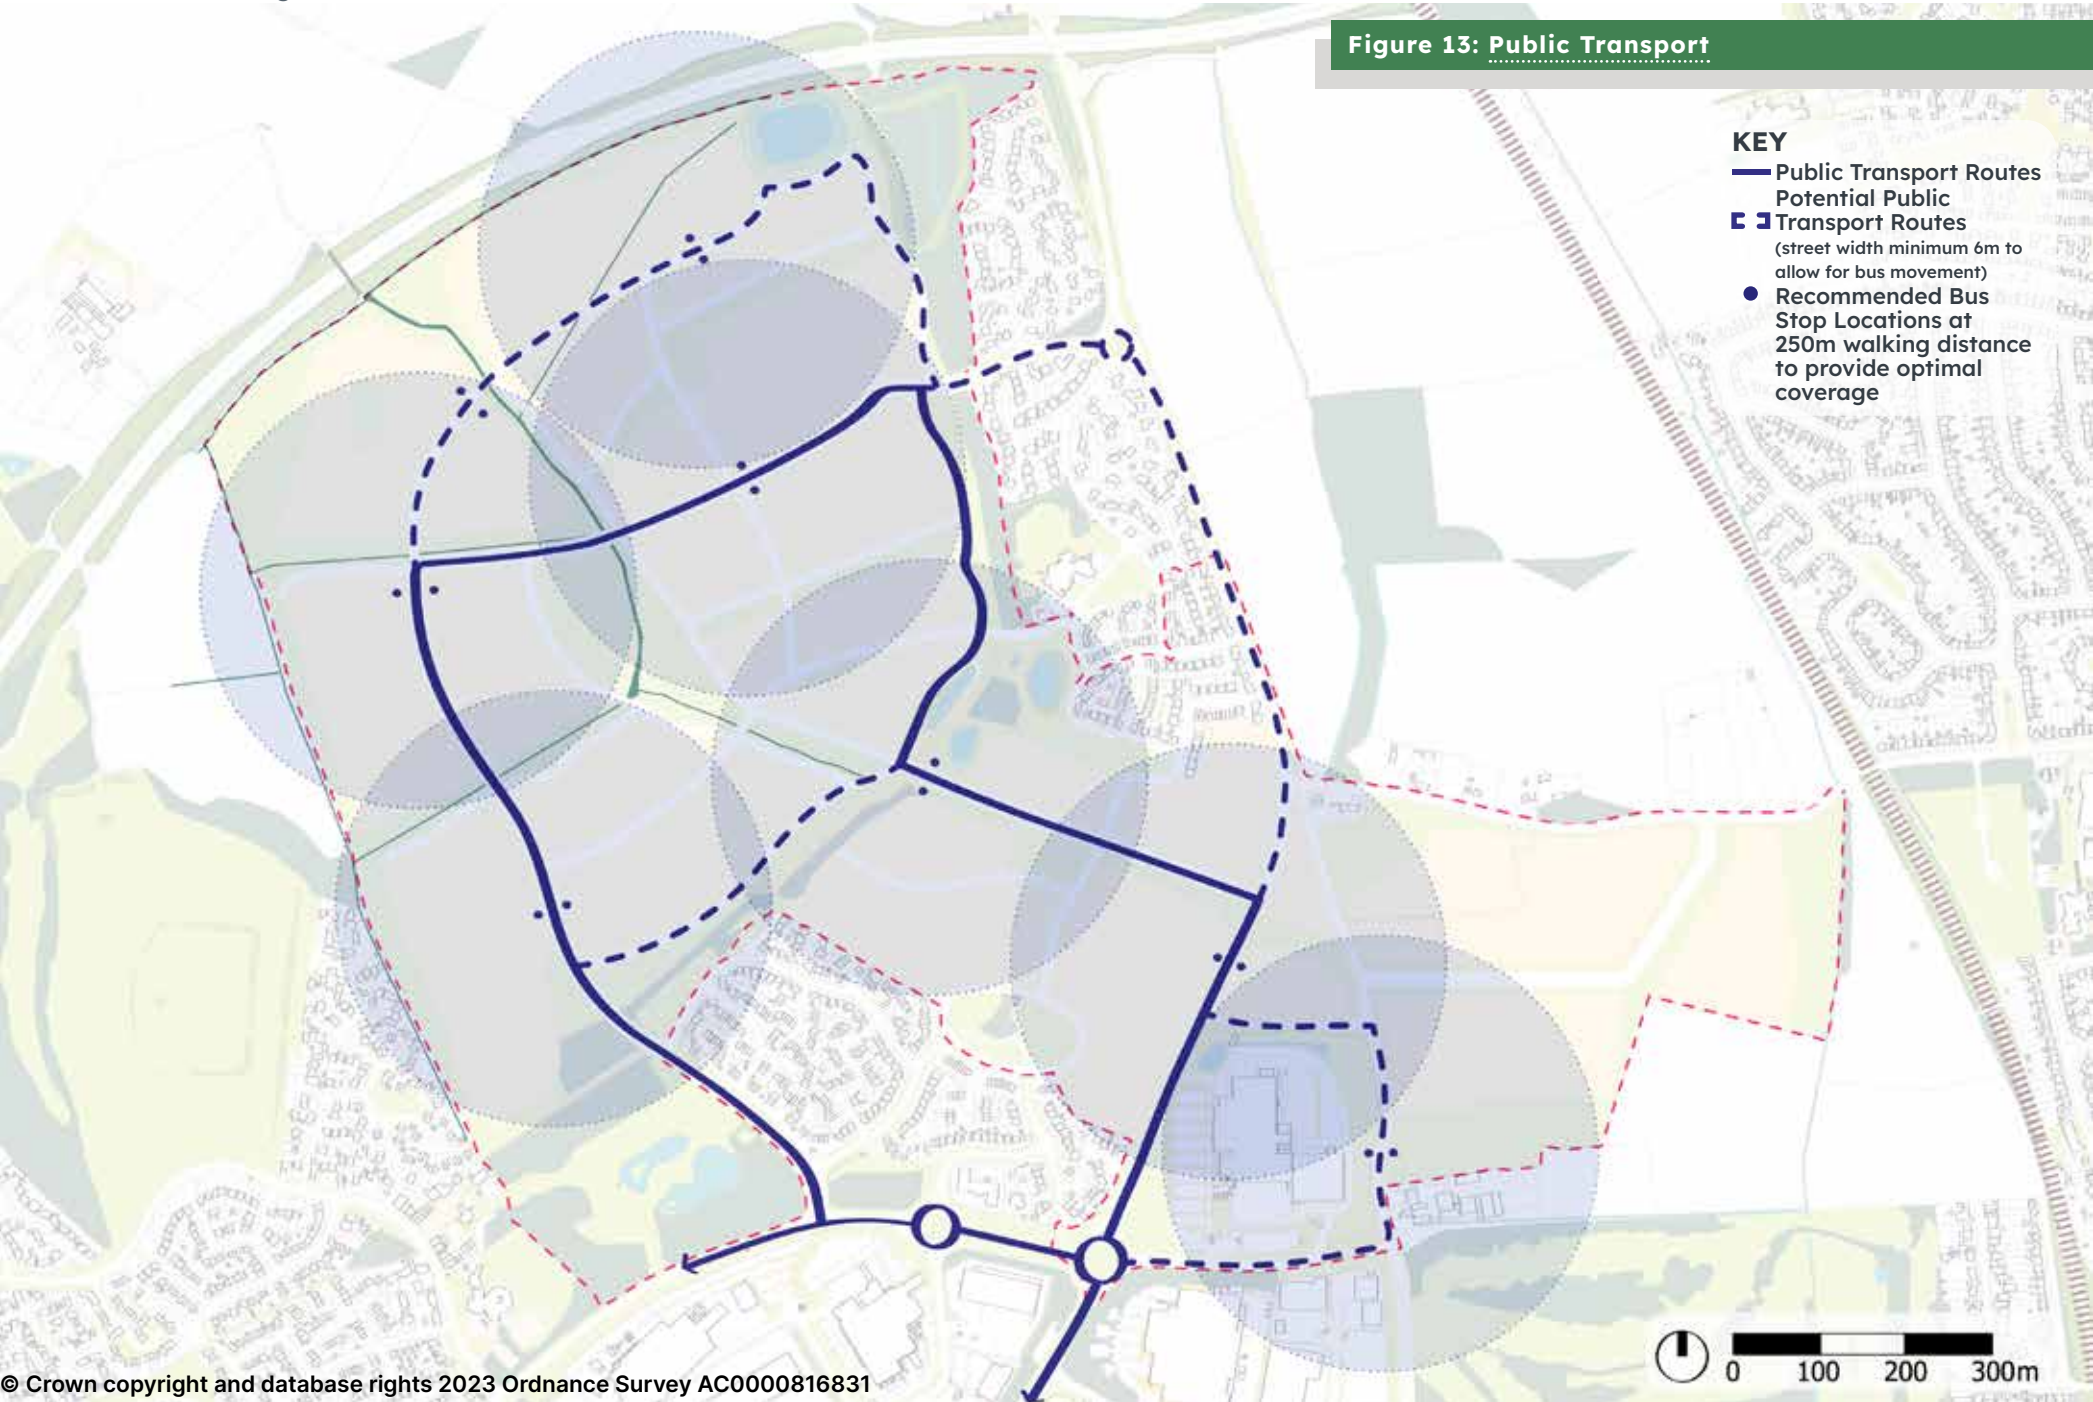 Figure 13: Public Transport
KEY
Public Transport Routes
Potential Public
Transport Routes
(street width minimum 6m to
allow for bus movement)
Recommended Bus
Stop Locations at
250m walking distance
to provide optimal
coverage
0 100 200 300m
© Crown copyright and database rights 2023 Ordnance Survey AC0000816831